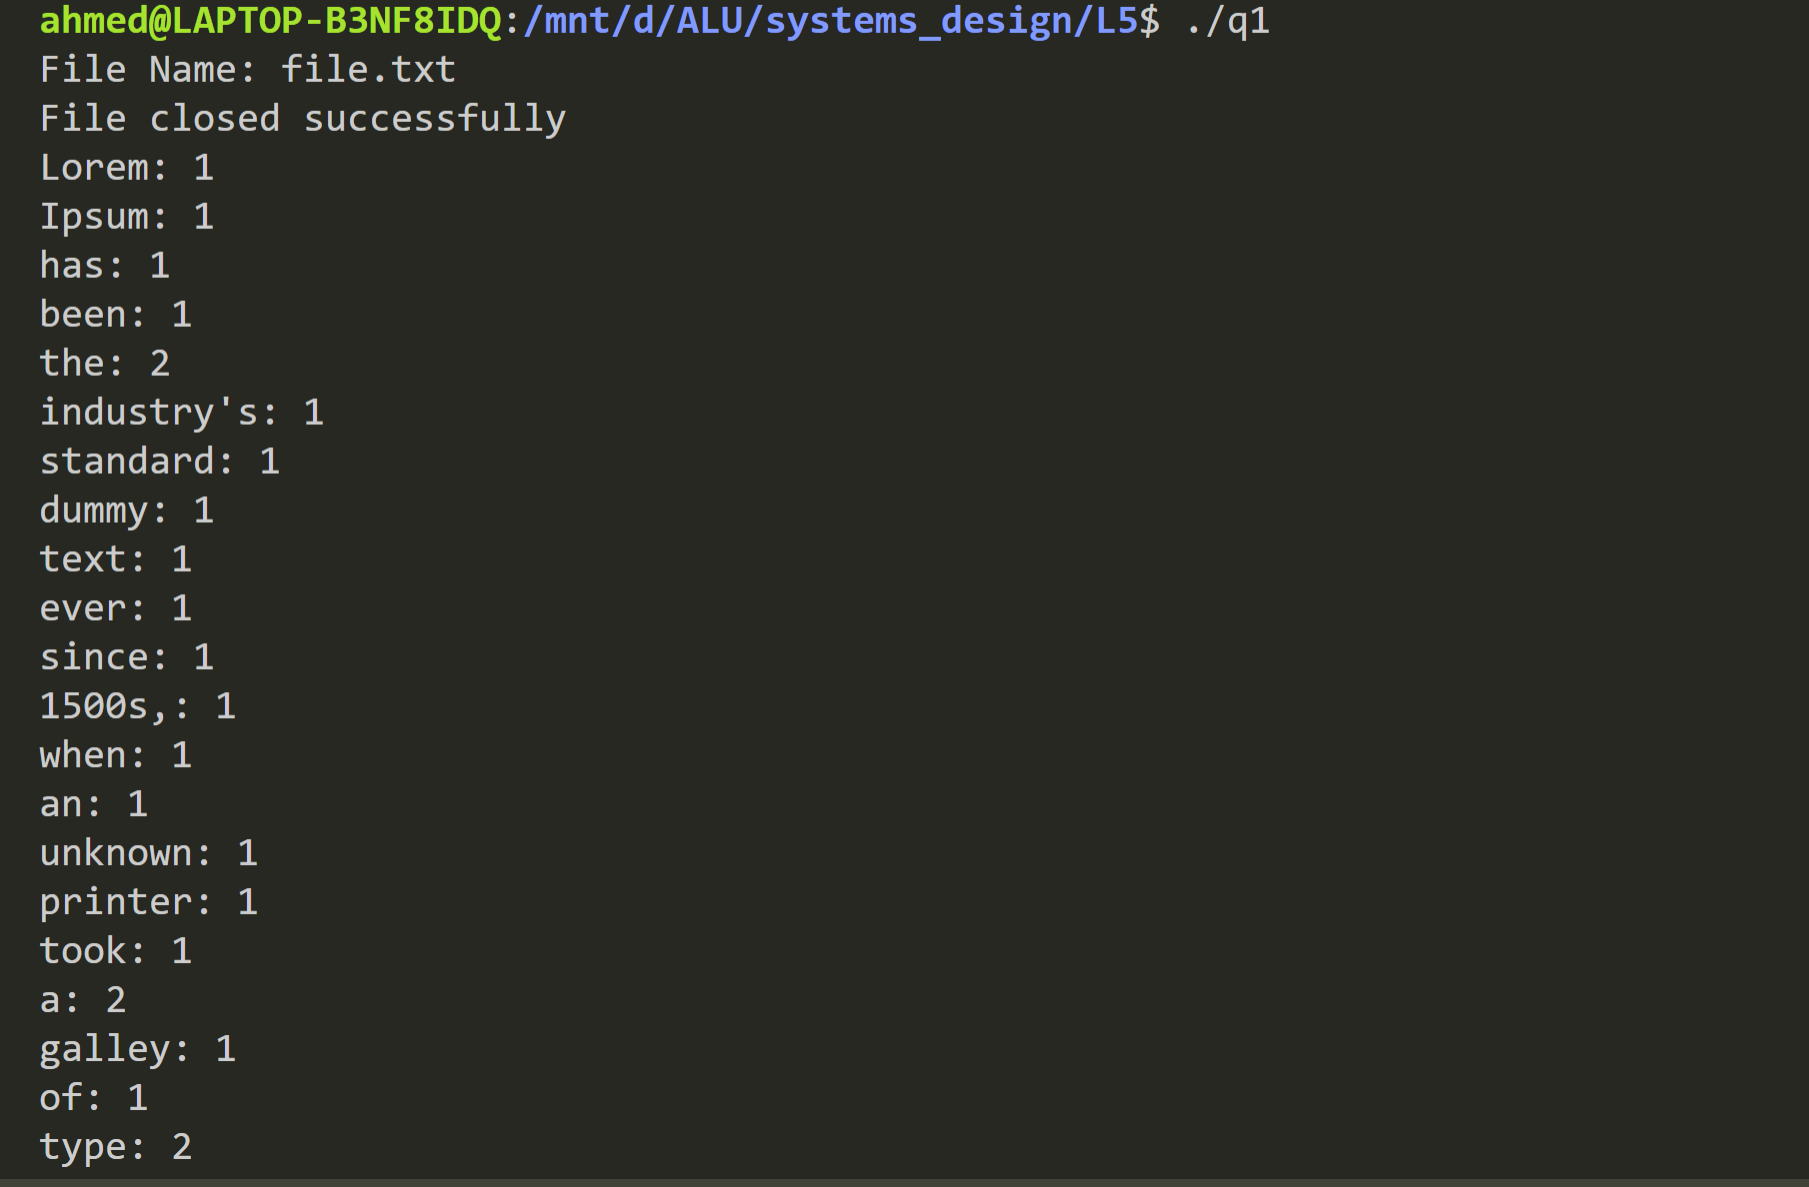 ahmed@LAPTOP-B3NF8IDQ:/mnt/d/ALU/systems_design/L5$ ./q1
File Name: file.txt
File closed successfully
Lorem: 1
Ipsum: 1
has: 1
been: 1
the: 2
industry's: 1
standard: 1
dummy: 1
text: 1
ever: 1
since: 1
1500s,: 1
when: 1
an: 1
unknown: 1
printer: 1
took: 1
a: 2
galley: 1
of: 1
type: 2